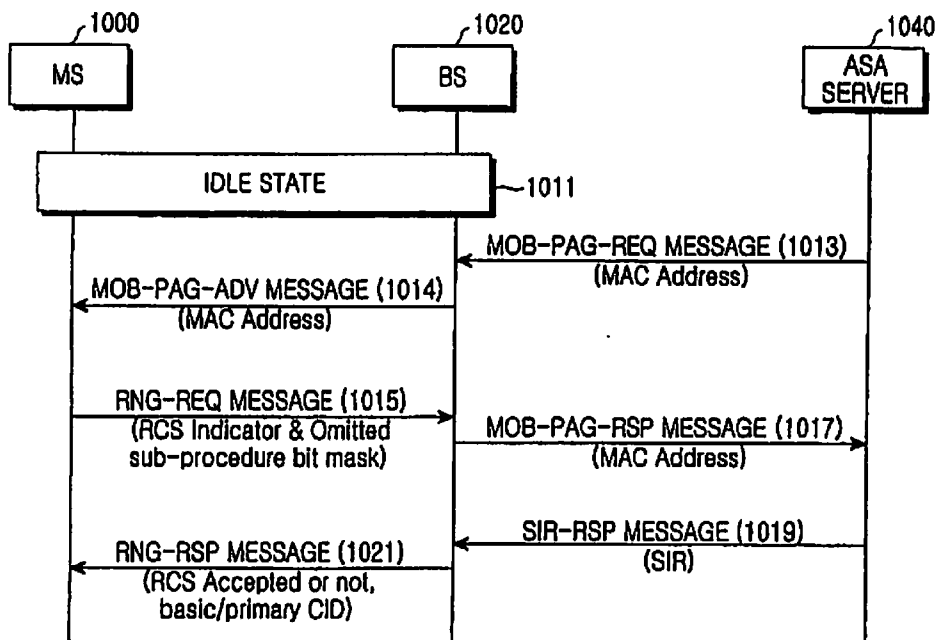 1000
1020
1040
MS
BS
ASA
SERVER
IDLE STATE
1011
MOB-PAG-REQ MESSAGE (1013)
(MAC Address)
MOB-PAG-ADV MESSAGE (1014)
(MAC Address)
RNG-REQ MESSAGE (1015)
(RCS Indicator & Omitted
sub-procedure bit mask)
MOB-PAG-RSP MESSAGE (1017)
(MAC Address)
SIR-RSP MESSAGE (1019)
(SIR)
RNG-RSP MESSAGE (1021)
(RCS Accepted or not,
basic/primary CID)